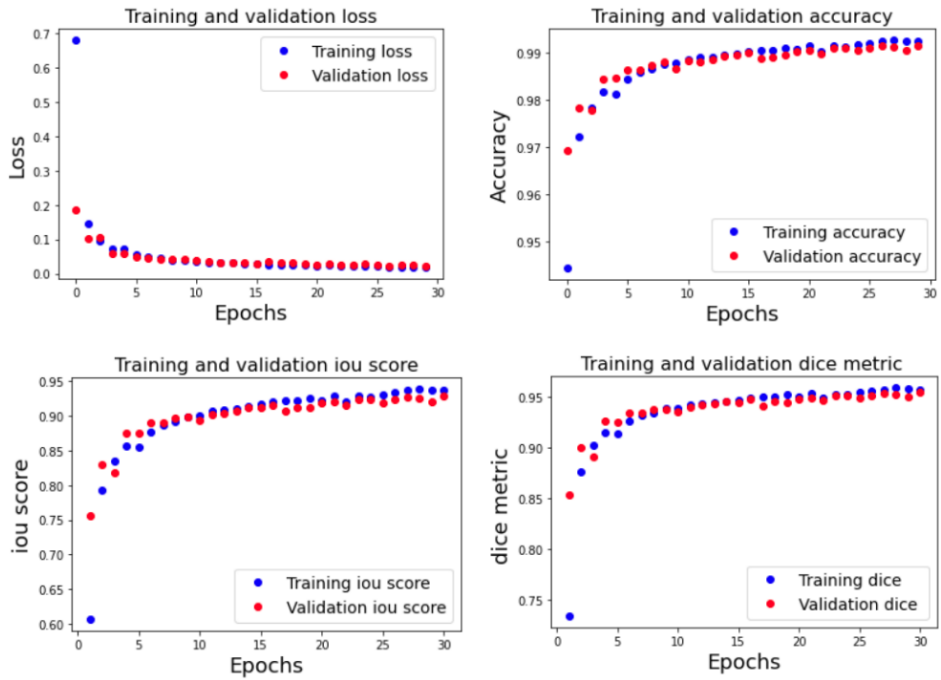 Training and validation loss
0.7
0.6
0.5
0.4
0.3
0.2
0.1
0.0
Loss
Training loss
Validation loss
0 5 10 15 20 25 30
Epochs
Training and validation accuracy
0.99
0.98
0.97
0.96
0.95
Accuracy
Training accuracy
Validation accuracy
0 5 10 15 20 25 30
Epochs
Training and validation iou score
0.95
0.90
0.85
0.80
0.75
0.70
0.65
0.60
iou score
Training iou score
Validation iou score
0 5 10 15 20 25 30
Epochs
Training and validation dice metric
0.95
0.90
0.85
0.80
0.75
dice metric
Training dice
Validation dice
0 5 10 15 20 25 30
Epochs